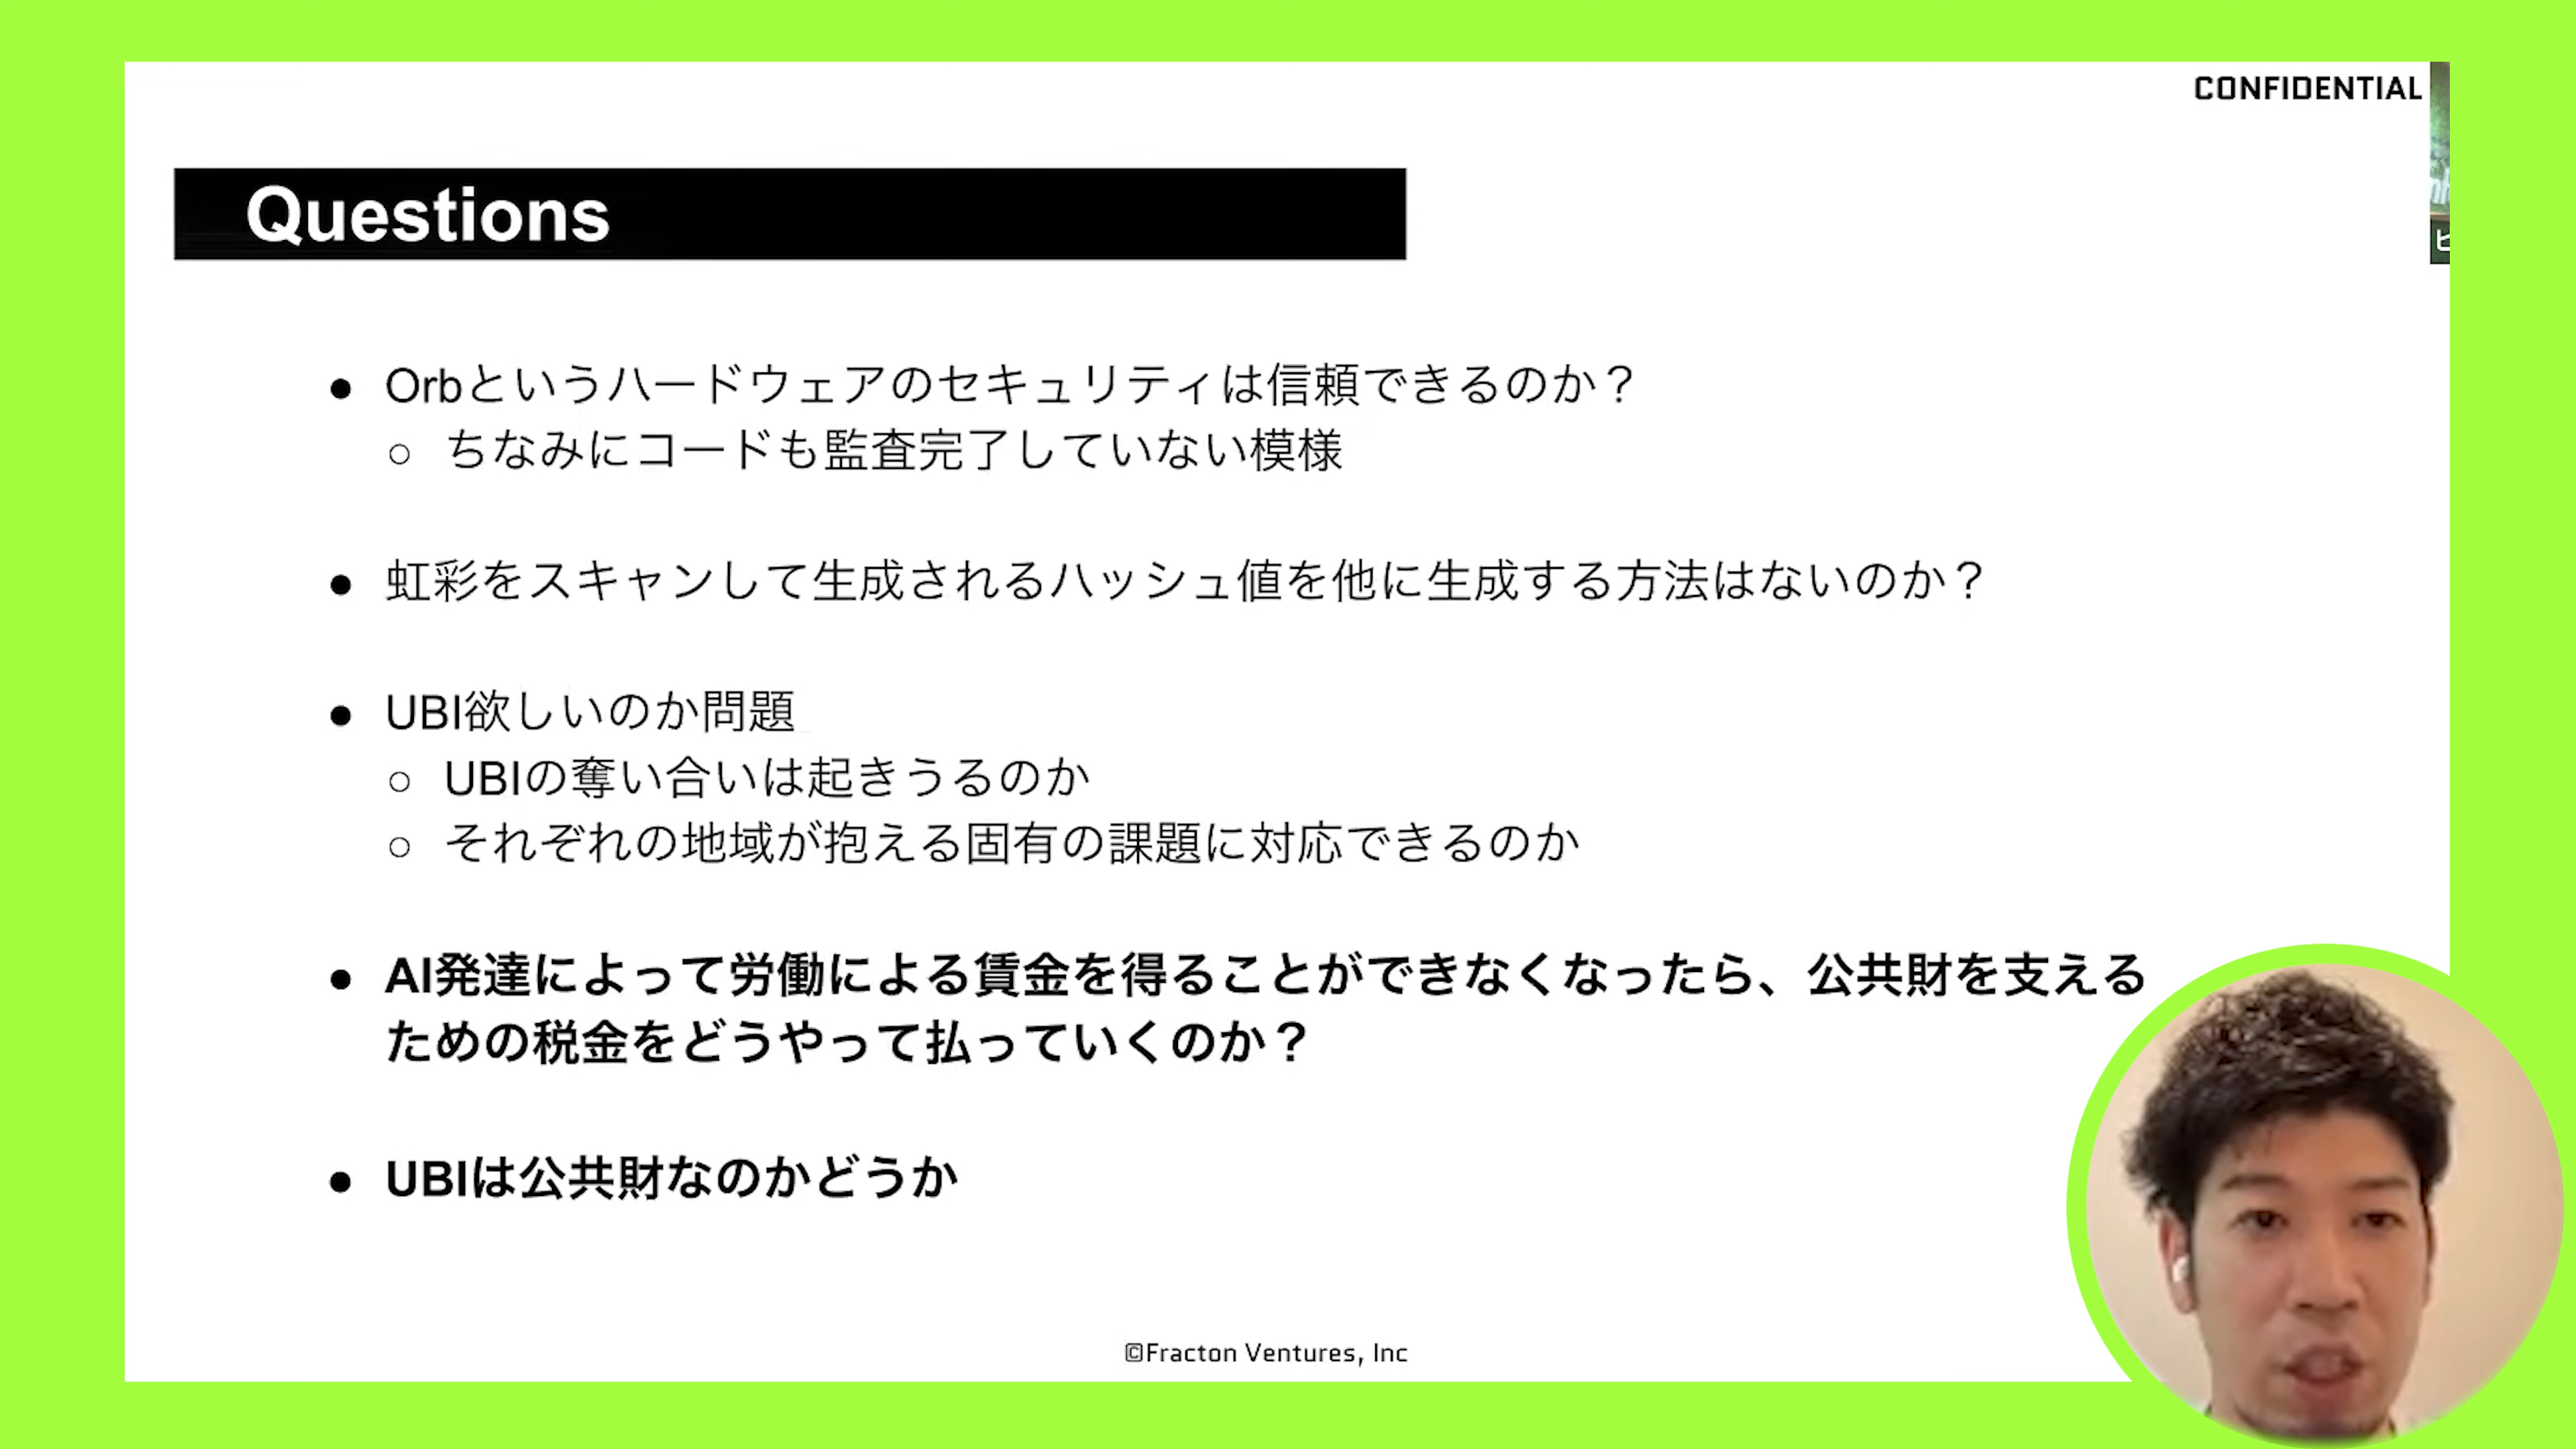 CONFIDENTIAL
Questions
● Orbというハードウェアのセキュリティは信頼できるのか？
○ ちなみにコードも監査完了していない模様
● 虹彩をスキャンして生成されるハッシュ値を他に生成する方法はないのか？
● UBI欲しいのか問題
○ UBIの奪い合いは起きうるのか
○ それぞれの地域が抱える固有の課題に対応できるのか
● AI発達によって労働による賃金を得ることができなくなったら、公共財を支える
ための税金をどうやって払っていくのか？
● UBIは公共財なのかどうか
©Fracton Ventures, Inc